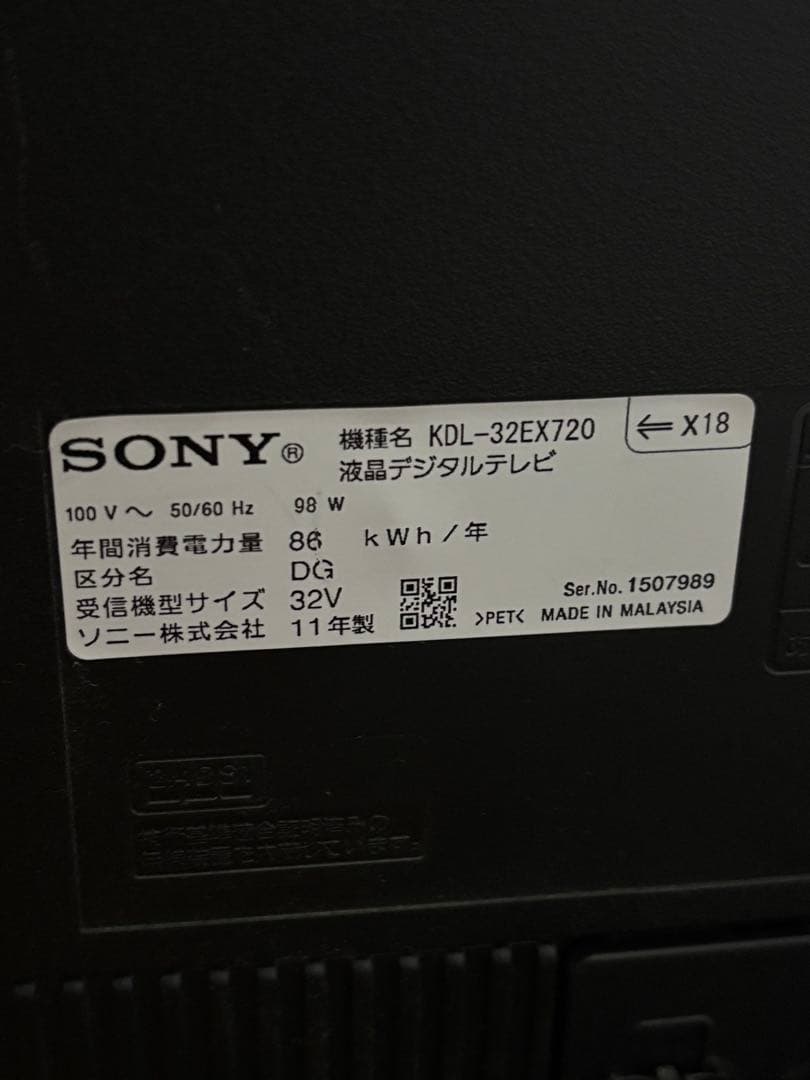 SONY® 機種名 KDL-32EX720 ⇐ X18
液晶デジタルテレビ
100 V ～ 50/60 Hz 98 W
年間消費電力量 86 kWh/年
区分名 DG
受信機型サイズ 32V
ソニー株式会社 11年製
>PET<
Ser.No. 1507989
MADE IN MALAYSIA